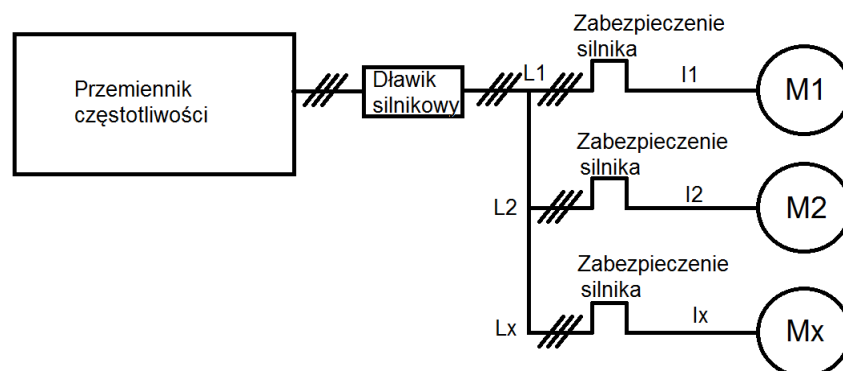 Zabezpieczenie
silnika
Przemiennik
częstotliwości
Dławik
silnikowy
L1
I1
M1
Zabezpieczenie
silnika
L2
I2
M2
Zabezpieczenie
silnika
Lx
Ix
Mx